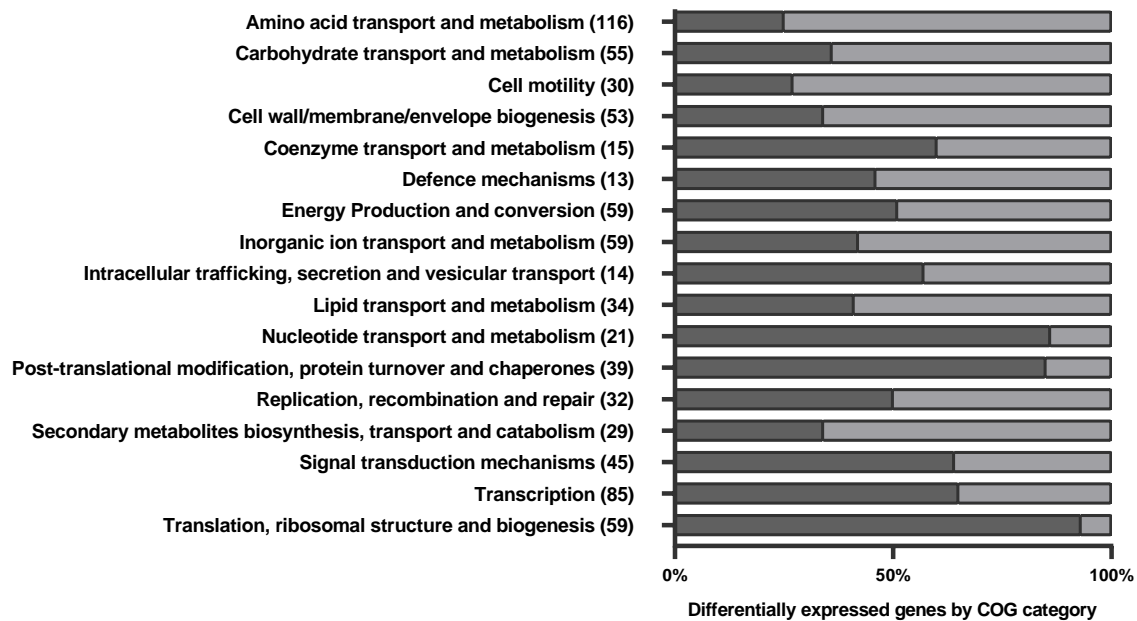 Amino acid transport and metabolism (116)
Carbohydrate transport and metabolism (55)
Cell motility (30)
Cell wall/membrane/envelope biogenesis (53)
Coenzyme transport and metabolism (15)
Defence mechanisms (13)
Energy Production and conversion (59)
Inorganic ion transport and metabolism (59)
Intracellular trafficking, secretion and vesicular transport (14)
Lipid transport and metabolism (34)
Nucleotide transport and metabolism (21)
Post-translational modification, protein turnover and chaperones (39)
Replication, recombination and repair (32)
Secondary metabolites biosynthesis, transport and catabolism (29)
Signal transduction mechanisms (45)
Transcription (85)
Translation, ribosomal structure and biogenesis (59)
0% 50% 100%
Differentially expressed genes by COG category